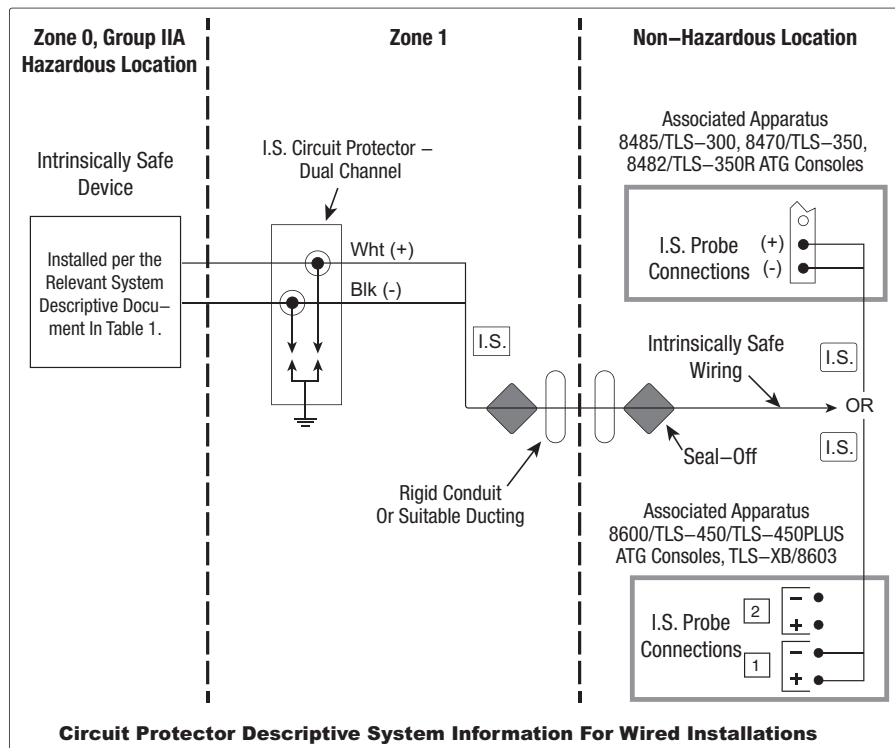 Zone 0, Group IIA
Hazardous Location
Zone 1
Non–Hazardous Location
Intrinsically Safe
Device
Installed per the
Relevant System
Descriptive Docu–
ment In Table 1.
I.S. Circuit Protector –
Dual Channel
Wht (+)
Blk (-)
I.S.
Rigid Conduit
Or Suitable Ducting
Associated Apparatus
8485/TLS–300, 8470/TLS–350,
8482/TLS–350R ATG Consoles
I.S. Probe
Connections
(+)
(-)
Intrinsically Safe
Wiring
I.S.
OR
I.S.
Seal–Off
Associated Apparatus
8600/TLS–450/TLS–450PLUS
ATG Consoles, TLS–XB/8603
I.S. Probe
Connections
2
–
+
1
–
+
Circuit Protector Descriptive System Information For Wired Installations